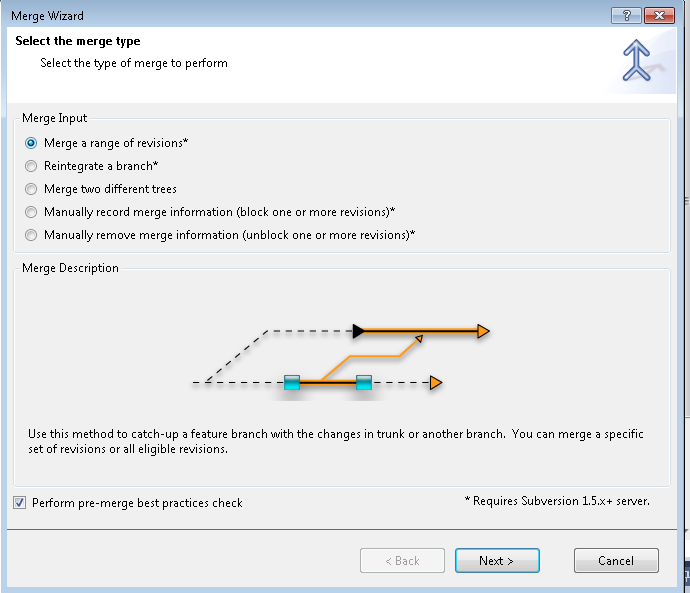 Merge Wizard
Select the merge type
Select the type of merge to perform
Merge Input
Merge a range of revisions*
Reintegrate a branch*
Merge two different trees
Manually record merge information (block one or more revisions)*
Manually remove merge information (unblock one or more revisions)*
Merge Description
Use this method to catch-up a feature branch with the changes in trunk or another branch.  You can merge a specific
set of revisions or all eligible revisions.
Perform pre-merge best practices check
* Requires Subversion 1.5.x+ server.
< Back
Next >
Cancel